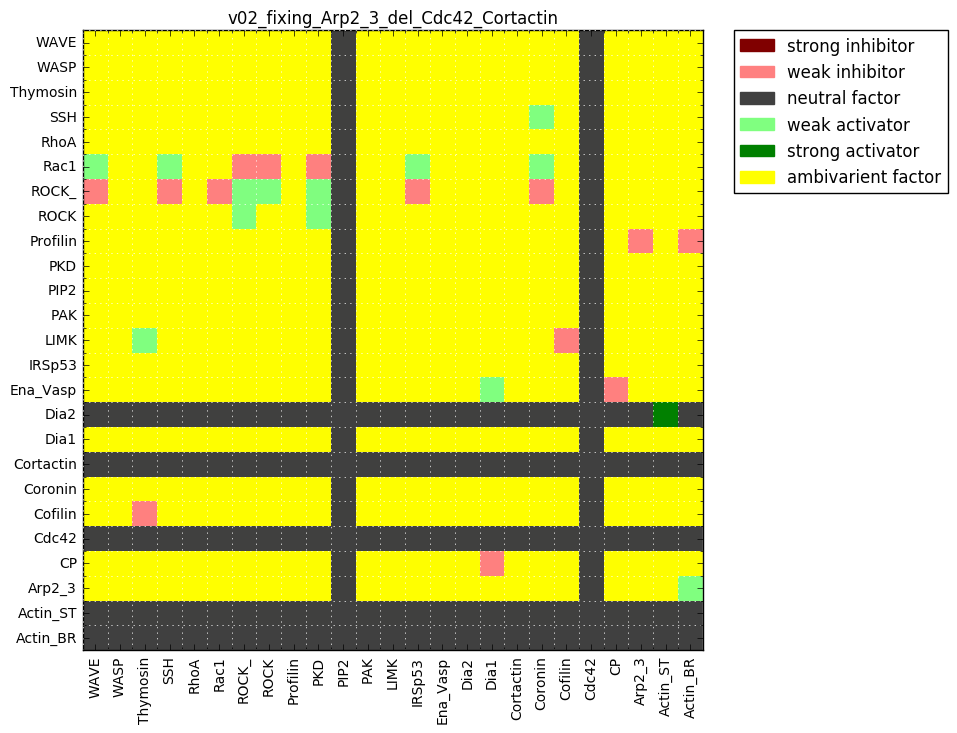 v02_fixing_Arp2_3_del_Cdc42_Cortactin
WAVE
WASP
Thymosin
SSH
RhoA
Rac1
ROCK_
ROCK
Profilin
PKD
PIP2
PAK
LIMK
IRSp53
Ena_Vasp
Dia2
Dia1
Cortactin
Coronin
Cofilin
Cdc42
CP
Arp2_3
Actin_ST
Actin_BR
WAVE
WASP
Thymosin
SSH
RhoA
Rac1
ROCK_
ROCK
Profilin
PKD
PIP2
PAK
LIMK
IRSp53
Ena_Vasp
Dia2
Dia1
Cortactin
Coronin
Cofilin
Cdc42
CP
Arp2_3
Actin_ST
Actin_BR
strong inhibitor
weak inhibitor
neutral factor
weak activator
strong activator
ambivarient factor